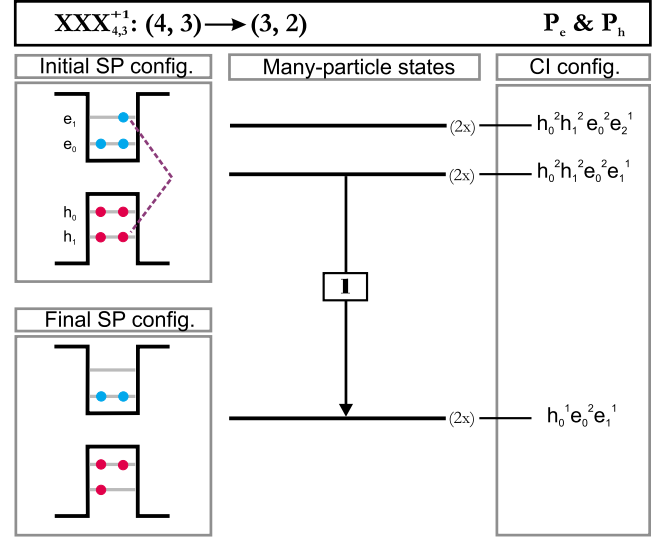 XXX⁺¹₄,₃: (4, 3) ⟶ (3, 2) Pₑ & Pₕ
Initial SP config.
Many-particle states
CI config.
e₁
e₀
h₀
h₁
(2x)
h₀²h₁²e₀²e₂¹
(2x)
h₀²h₁²e₀²e₁¹
1
Final SP config.
(2x)
h₀¹e₀²e₁¹